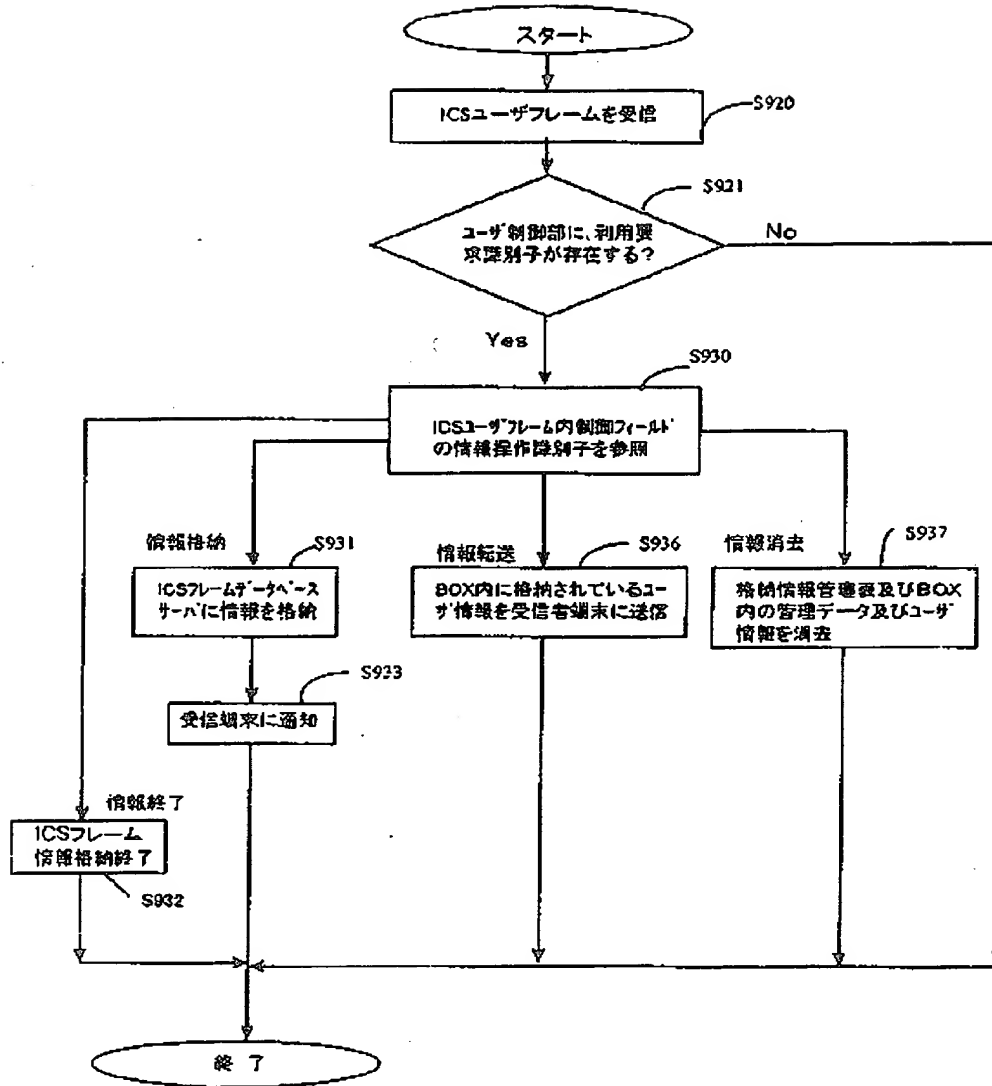 スタート
ICSユーザフレームを受信
S920
S921
ユーザ制御部に、利用要
求識別子が存在する?
No
Yes
S930
ICSユーザフレーム内制御フィールド
の情報操作識別子を参照
情報格納
S931
ICSフレームデータベース
サーバに情報を格納
情報転送
S936
BOX内に格納されているユー
ザ情報を受信者端末に送信
情報消去
S937
格納情報管理表及びBOX
内の管理データ及びユーザ
情報を消去
S933
受信端末に通知
情報終了
ICSフレーム
情報格納終了
S932
終了